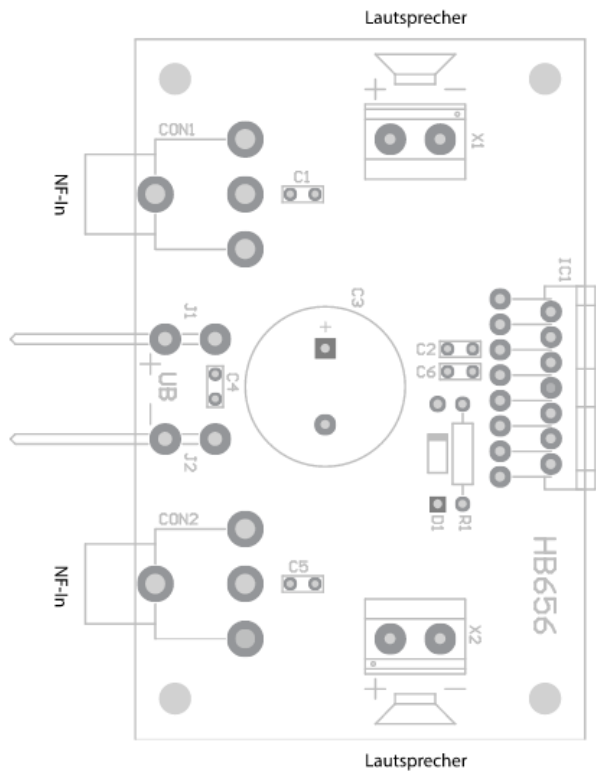 Lautsprecher
+ −
CON1
X1
NF-In
C1
IC1
J1
C3
+
+
UB
−
C4
C2
C6
J2
CON2
D1
R1
NF-In
C5
HB656
X2
+ −
Lautsprecher